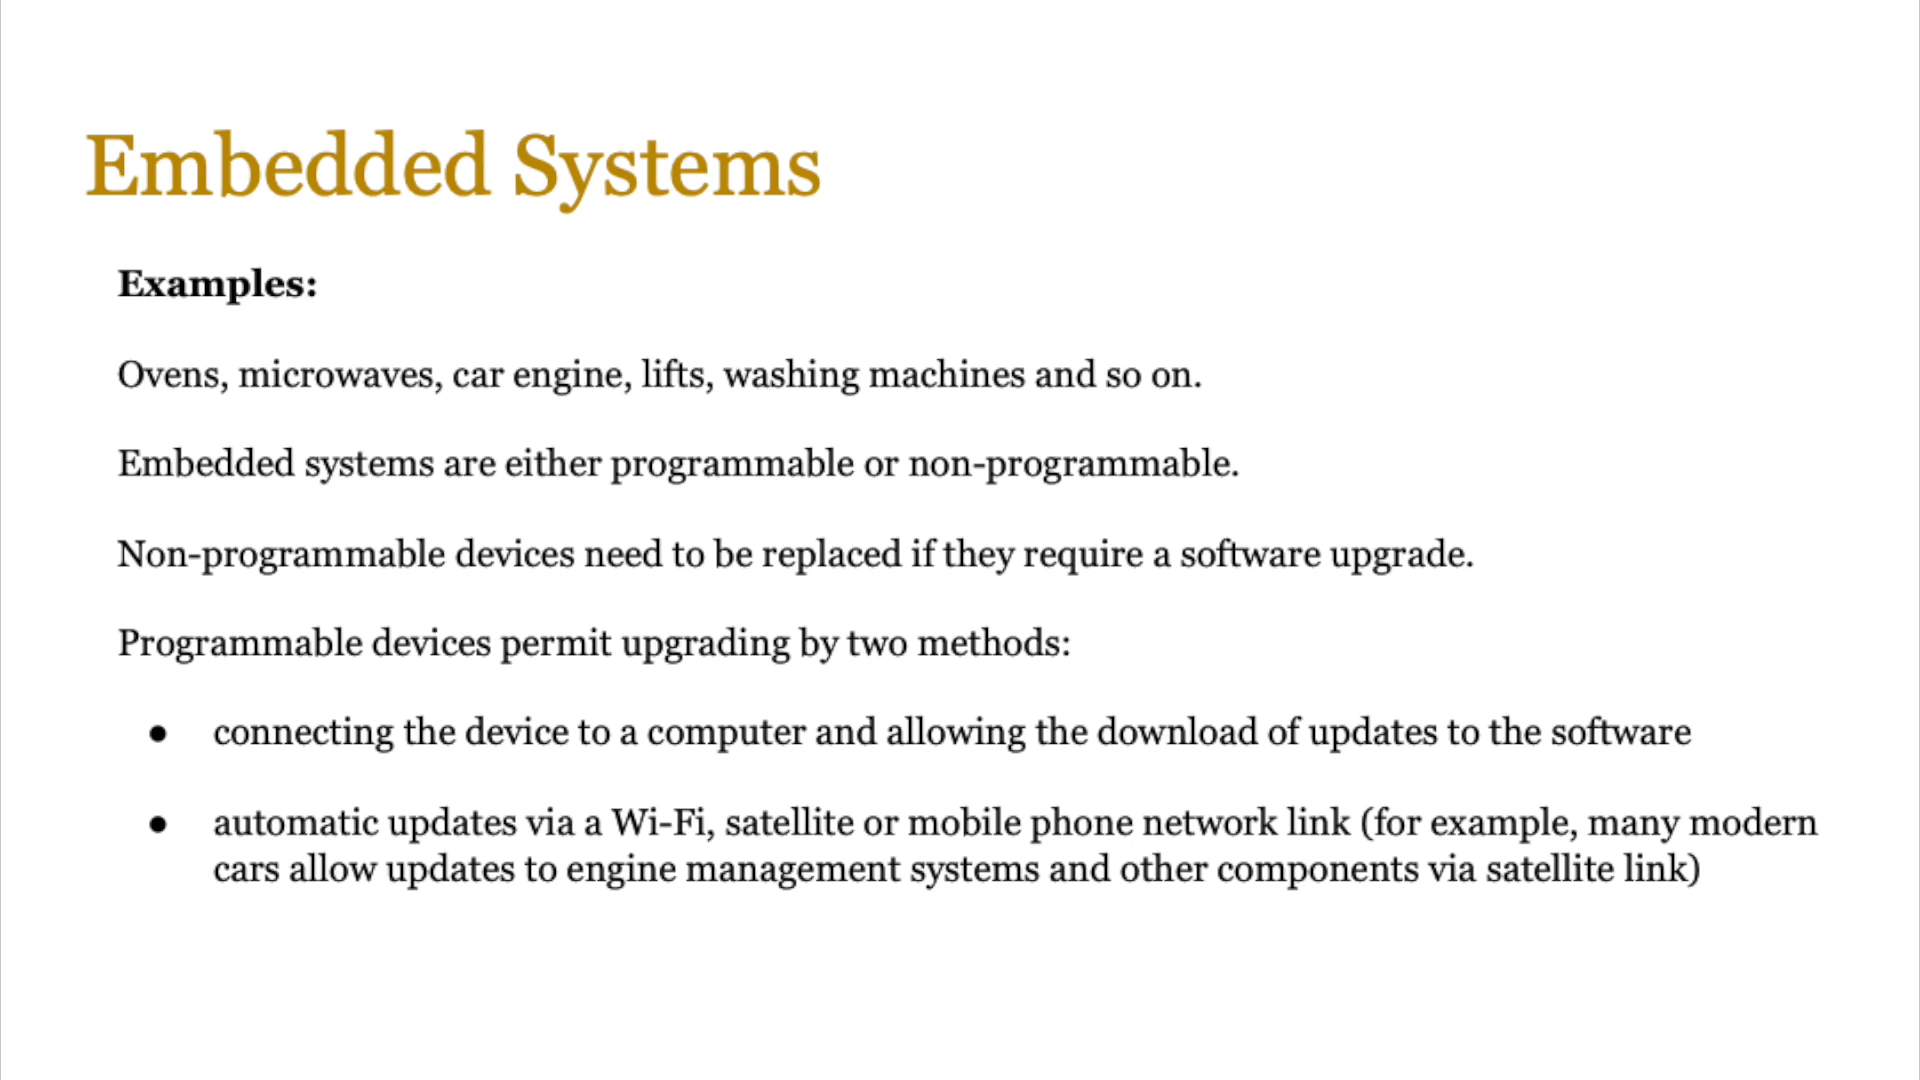 Embedded Systems
Examples:
Ovens, microwaves, car engine, lifts, washing machines and so on.
Embedded systems are either programmable or non-programmable.
Non-programmable devices need to be replaced if they require a software upgrade.
Programmable devices permit upgrading by two methods:
● connecting the device to a computer and allowing the download of updates to the software
● automatic updates via a Wi-Fi, satellite or mobile phone network link (for example, many modern
cars allow updates to engine management systems and other components via satellite link)